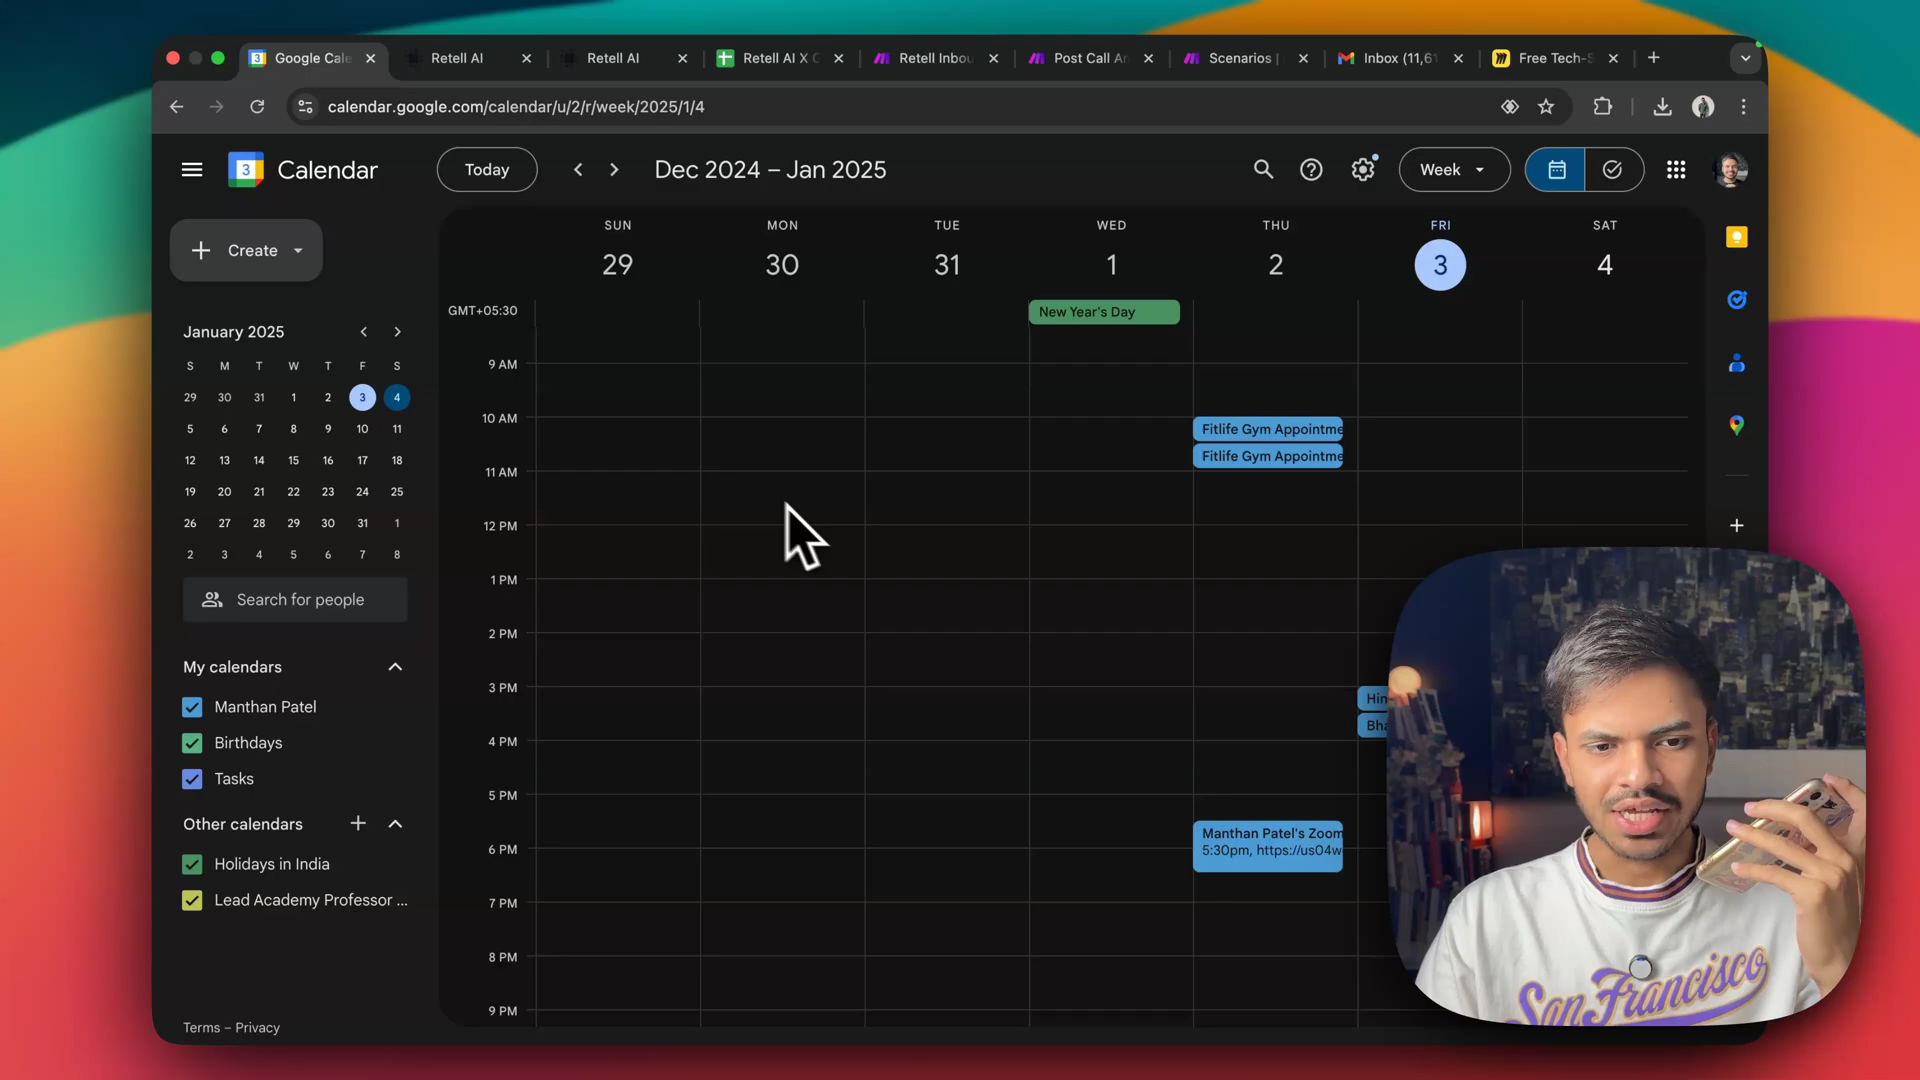 Google Cale
Retell AI
Retell AI
Retell AI X G
Retell Inbou
Post Call An
Scenarios |
Inbox (11,61
Free Tech-S
calendar.google.com/calendar/u/2/r/week/2025/1/4
3
Calendar
Today
Dec 2024 – Jan 2025
Week
Create
SUN
MON
TUE
WED
THU
FRI
SAT
29
30
31
1
2
3
4
GMT+05:30
New Year's Day
January 2025
S M T W T F S
29 30 31 1 2 3 4
5 6 7 8 9 10 11
12 13 14 15 16 17 18
19 20 21 22 23 24 25
26 27 28 29 30 31 1
2 3 4 5 6 7 8
Search for people
My calendars
Manthan Patel
Birthdays
Tasks
Other calendars
Holidays in India
Lead Academy Professor ...
Terms – Privacy
9 AM
10 AM
11 AM
12 PM
1 PM
2 PM
3 PM
4 PM
5 PM
6 PM
7 PM
8 PM
9 PM
Fitlife Gym Appointme
Fitlife Gym Appointme
Him
Bha
Manthan Patel's Zoom
5:30pm, https://us04w
San Francisco